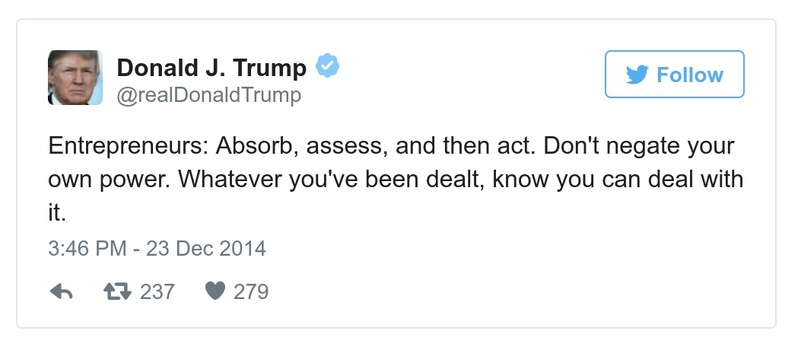 Donald J. Trump
@realDonaldTrump
Follow
Entrepreneurs: Absorb, assess, and then act. Don't negate your
own power. Whatever you've been dealt, know you can deal with
it.
3:46 PM - 23 Dec 2014
237 279